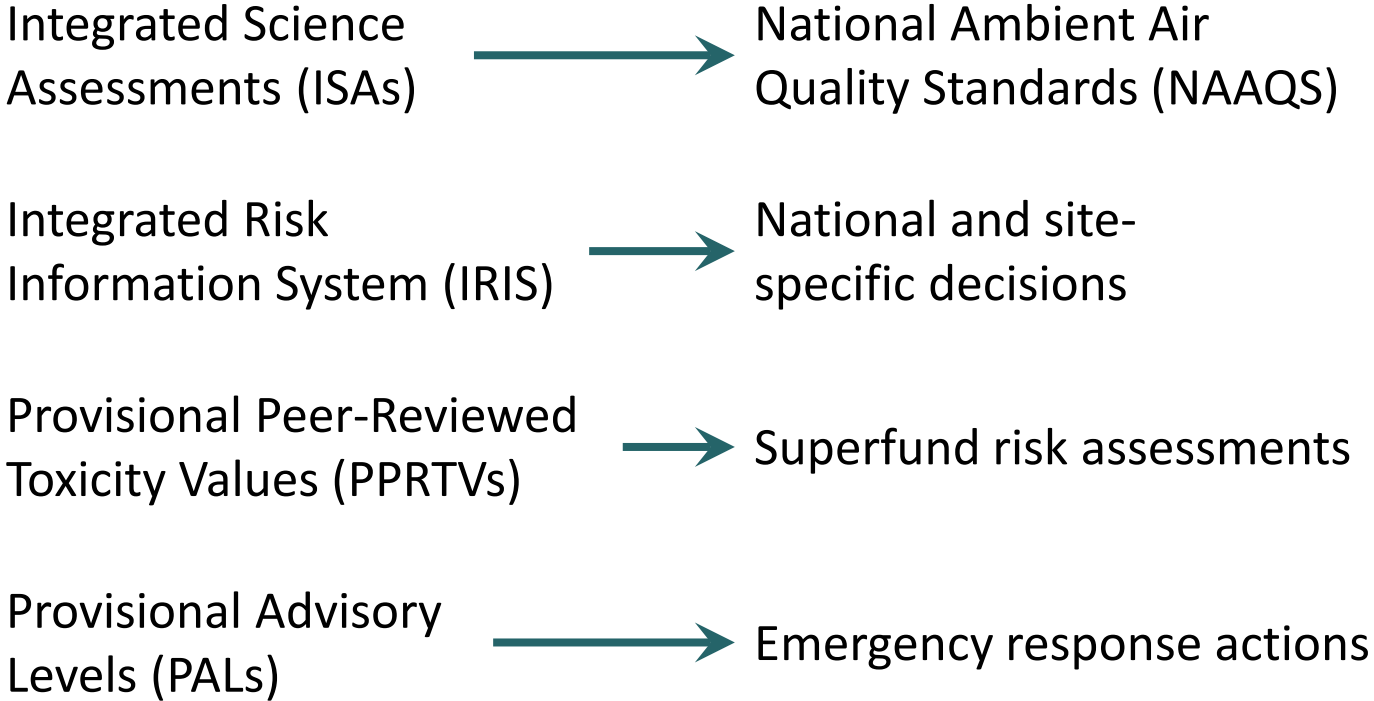 Integrated Science
Assessments (ISAs)
National Ambient Air
Quality Standards (NAAQS)
Integrated Risk
Information System (IRIS)
National and site-
specific decisions
Provisional Peer-Reviewed
Toxicity Values (PPRTVs)
Superfund risk assessments
Provisional Advisory
Levels (PALs)
Emergency response actions